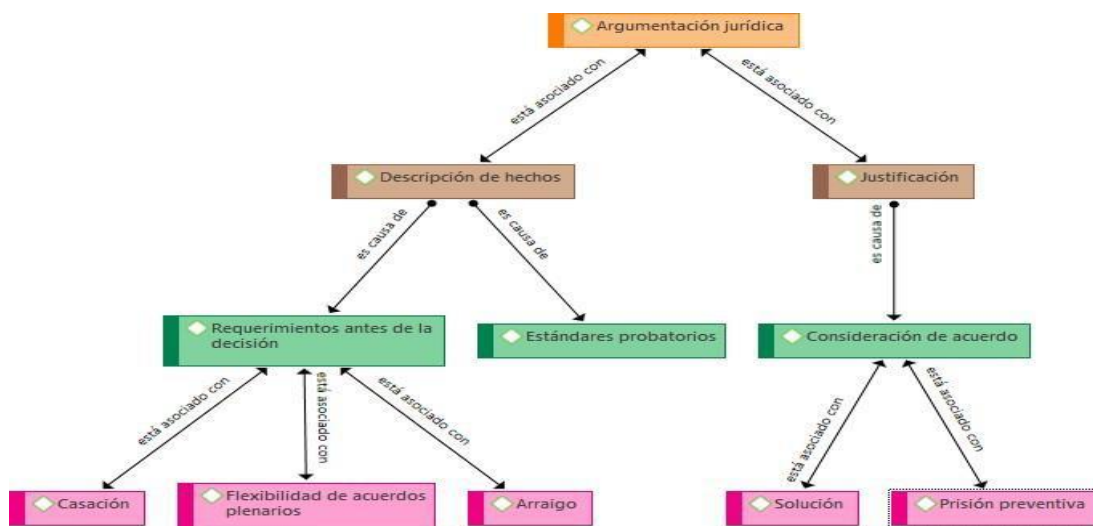 Argumentación jurídica
está asociado con
está asociado con
Descripción de hechos
Justificación
es causa de
es causa de
es causa de
Requerimientos antes de la
decisión
Estándares probatorios
Consideración de acuerdo
está asociado con
está asociado con
está asociado con
está asociado con
está asociado con
Casación
Flexibilidad de acuerdos
plenarios
Arraigo
Solución
Prisión preventiva